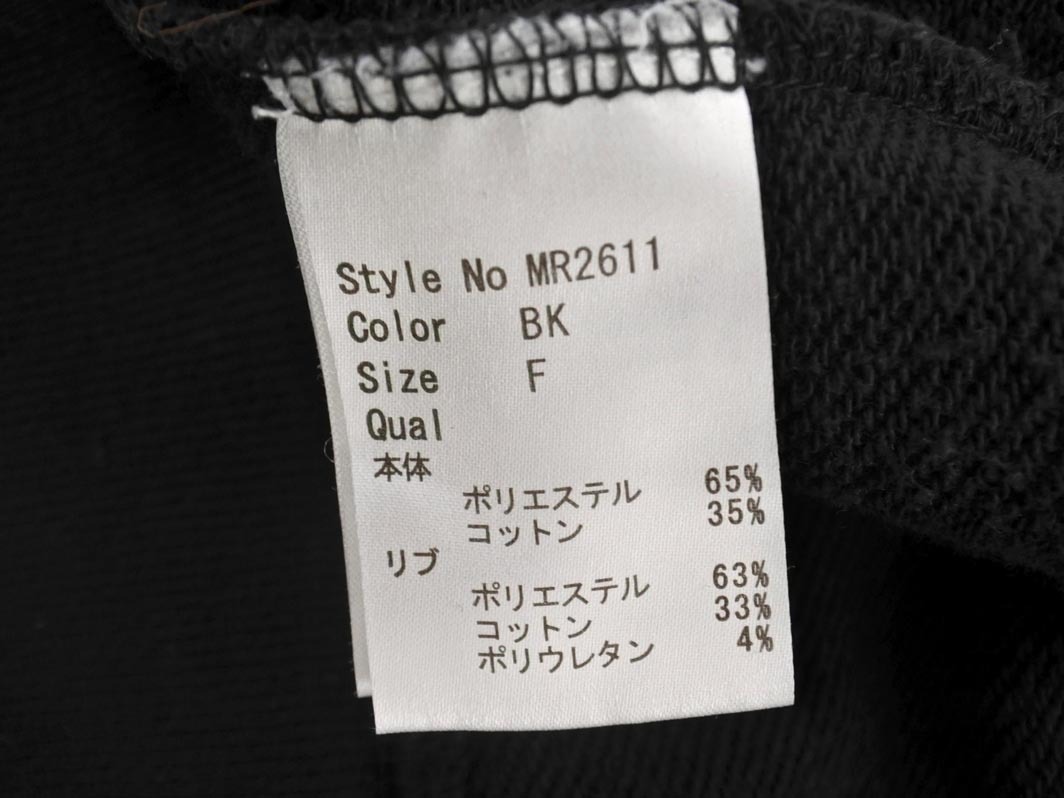 Style No MR2611
Color BK
Size F
Qual
本体
ポリエステル 65%
コットン 35%
リブ
ポリエステル 63%
コットン 33%
ポリウレタン 4%